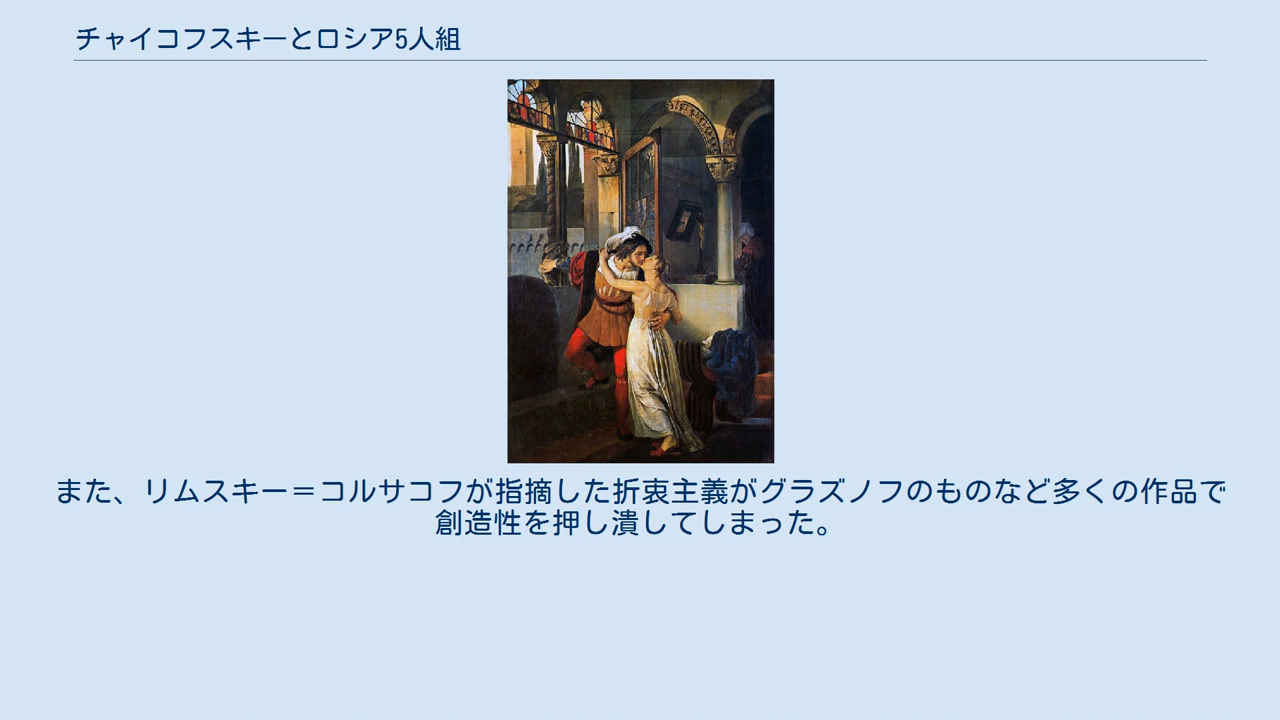 チャイコフスキーとロシア5人組
また、リムスキー＝コルサコフが指摘した折衷主義がグラズノフのものなど多くの作品で
創造性を押し潰してしまった。